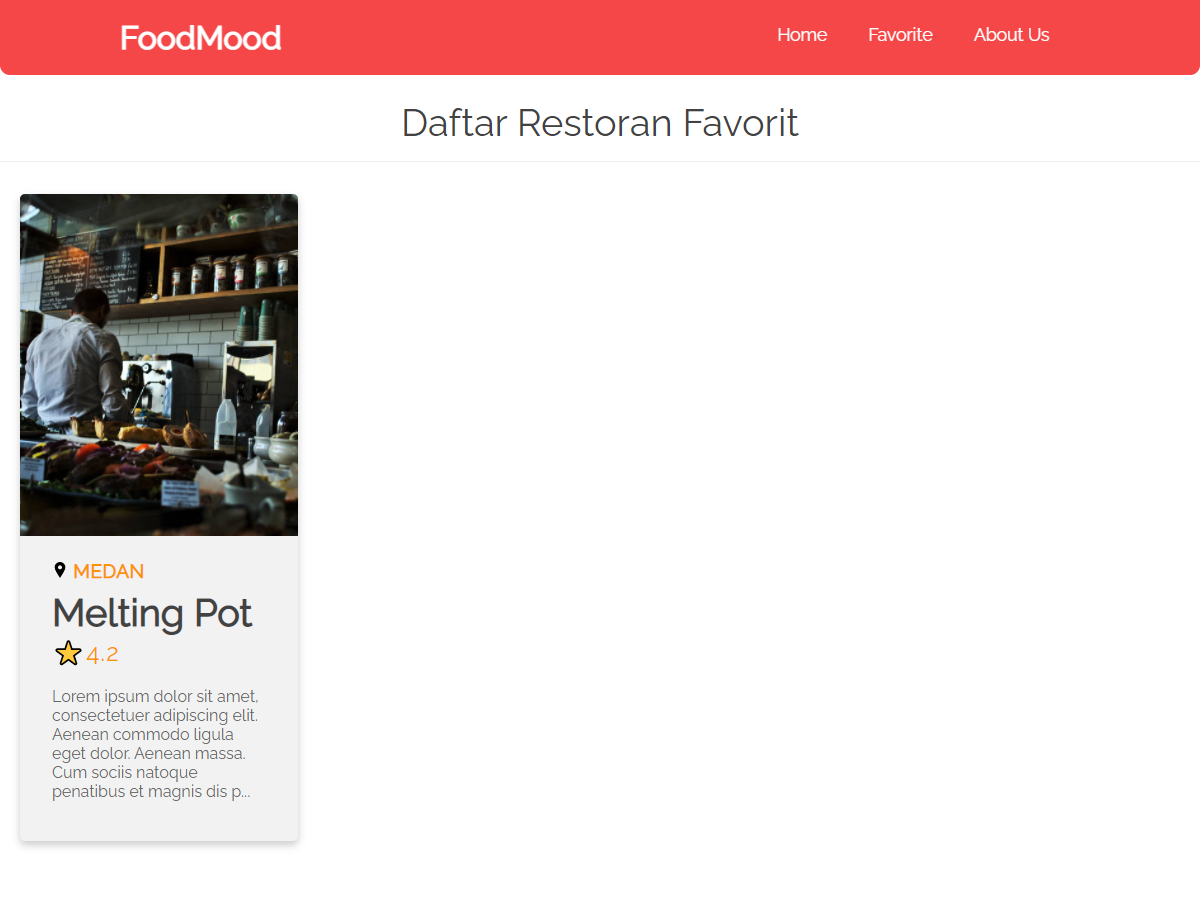 FoodMood
Home Favorite About Us
Daftar Restoran Favorit
MEDAN
Melting Pot
4.2
Lorem ipsum dolor sit amet,
consectetuer adipiscing elit.
Aenean commodo ligula
eget dolor. Aenean massa.
Cum sociis natoque
penatibus et magnis dis p...